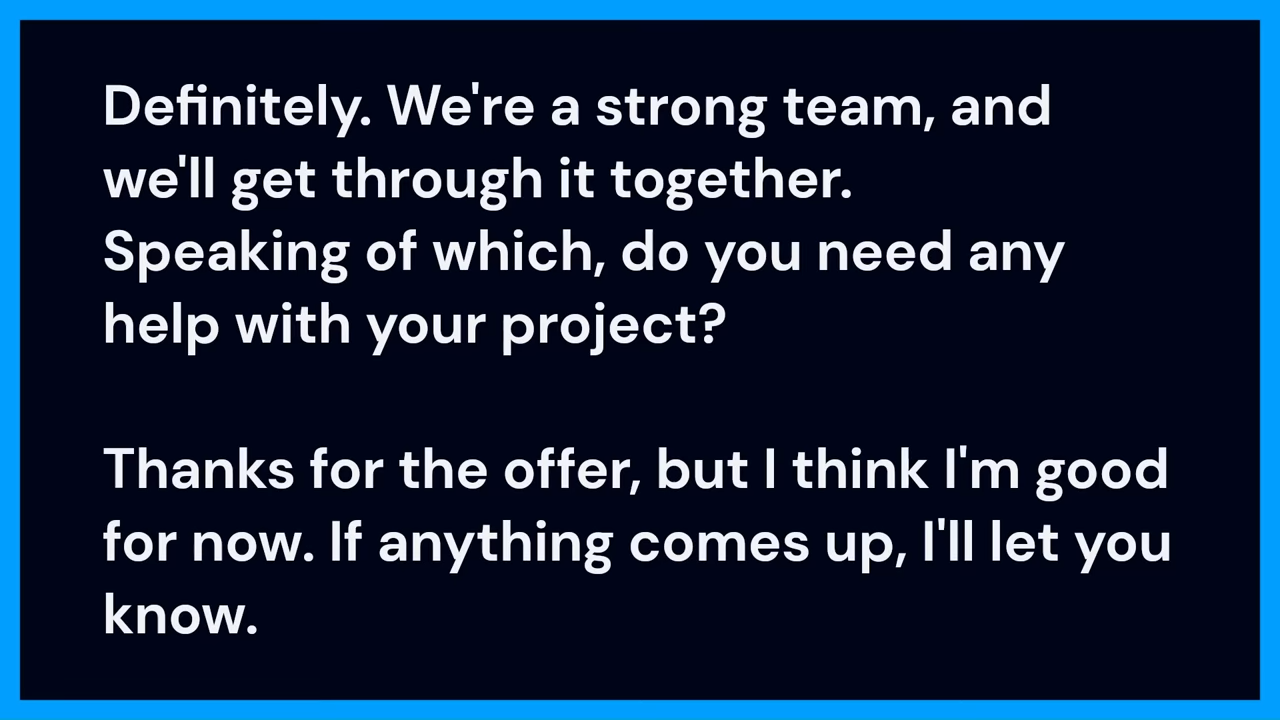 Definitely. We're a strong team, and
we'll get through it together.
Speaking of which, do you need any
help with your project?
Thanks for the offer, but I think I'm good
for now. If anything comes up, I'll let you
know.